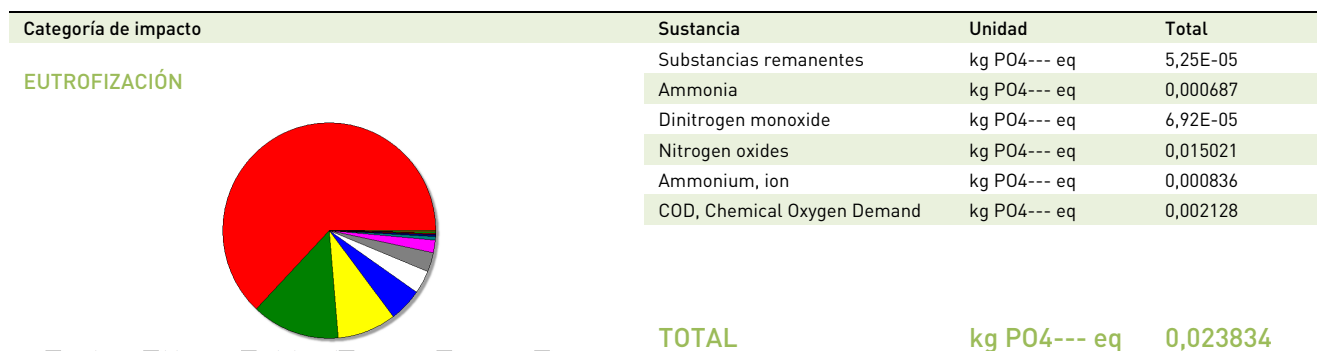 Categoría de impacto Sustancia Unidad Total
EUTROFIZACIÓN
Substancias remanentes kg PO4--- eq 5,25E-05
Ammonia kg PO4--- eq 0,000687
Dinitrogen monoxide kg PO4--- eq 6,92E-05
Nitrogen oxides kg PO4--- eq 0,015021
Ammonium, ion kg PO4--- eq 0,000836
COD, Chemical Oxygen Demand kg PO4--- eq 0,002128
TOTAL kg PO4--- eq 0,023834